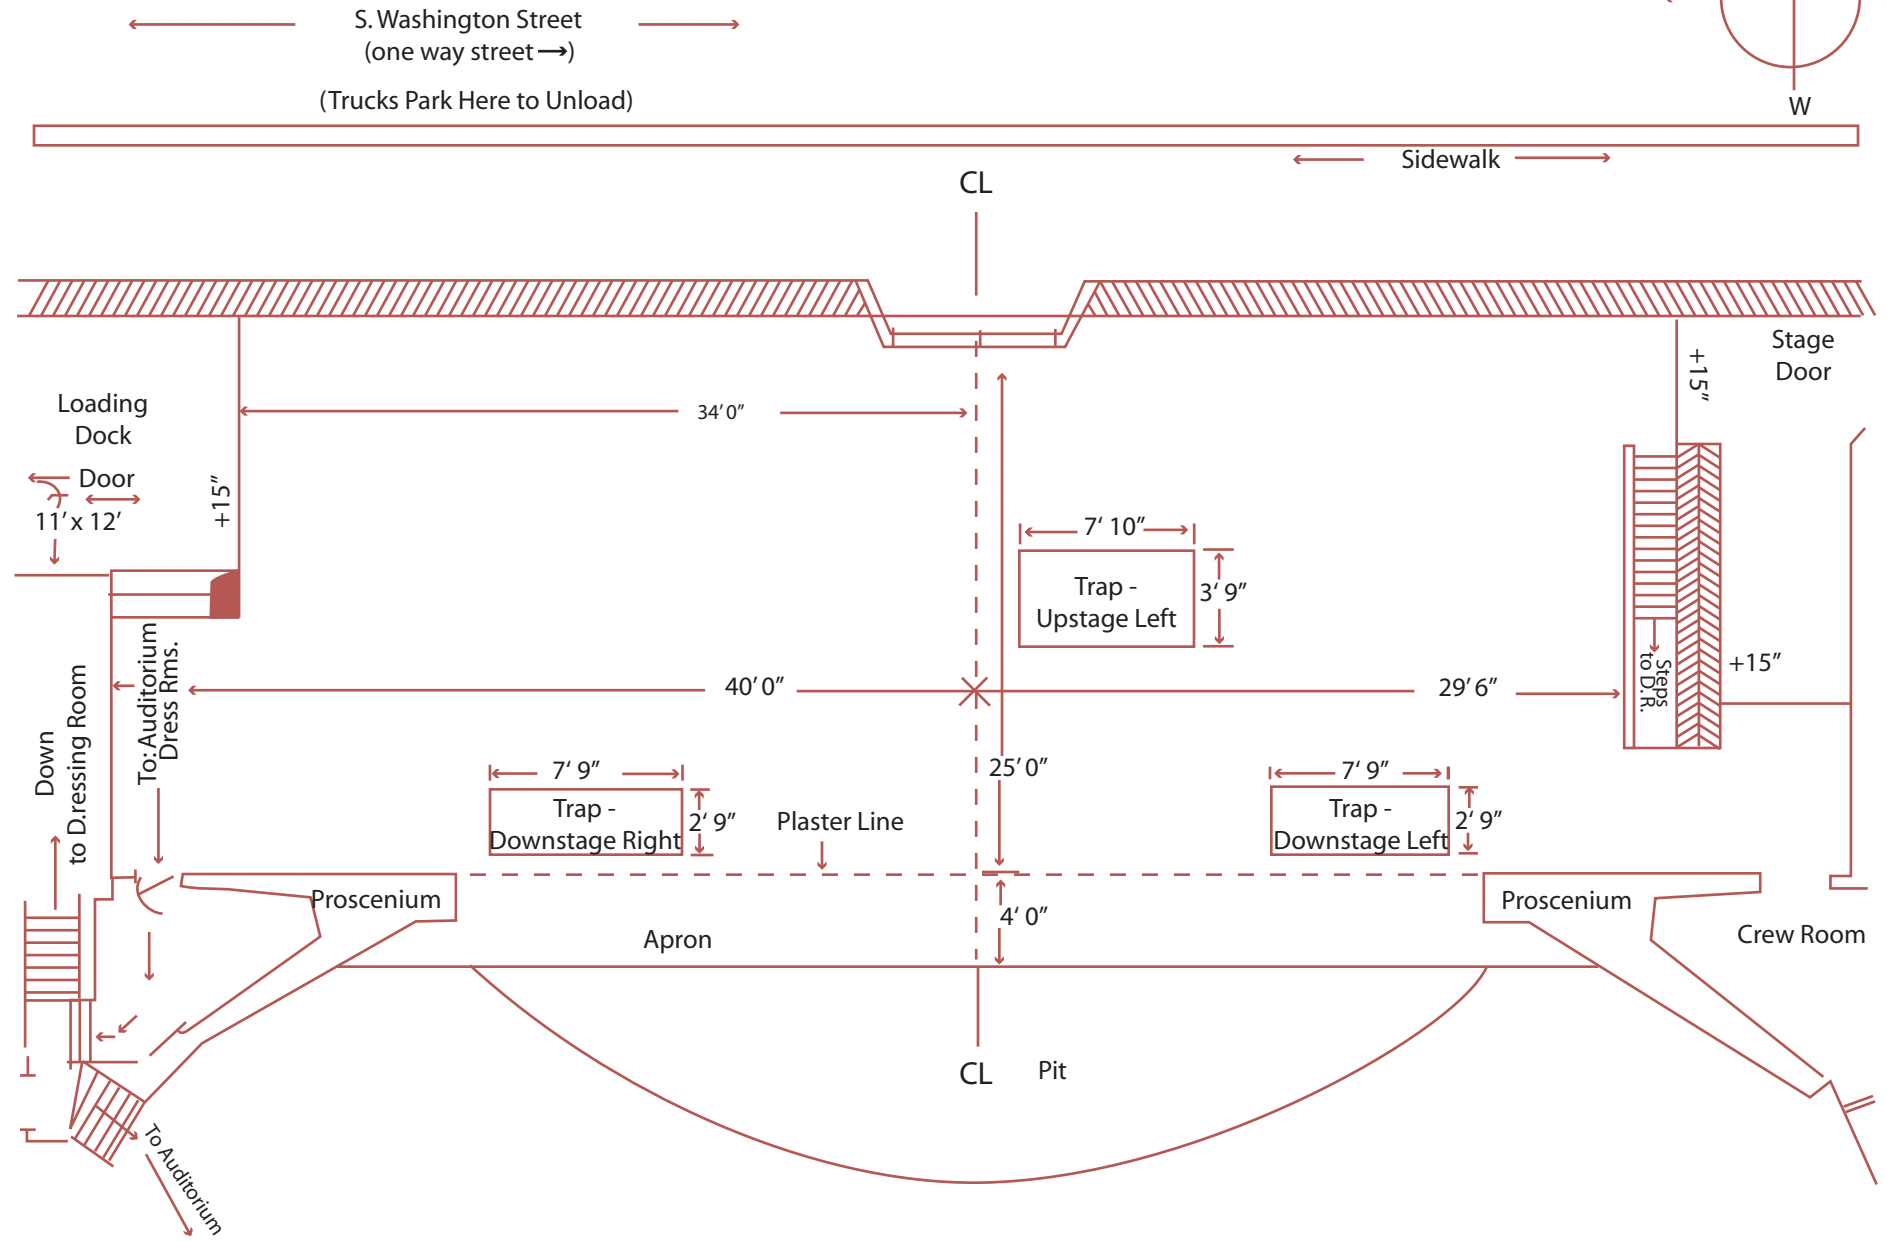 S. Washington Street
(one way street→)
(Trucks Park Here to Unload)
W
Sidewalk
CL
Stage
Door
+15”
34’ 0”
Loading
Dock
Door
11’ x 12’
+15”
7‘ 10”
Trap -
Upstage Left
3‘ 9”
Steps
to D.R.
+15”
To: Auditorium
Dress Rms.
Down
to D.ressing Room
40’ 0”
29’ 6”
25’ 0”
7‘ 9”
Trap -
Downstage Right
2‘ 9”
Plaster Line
7‘ 9”
Trap -
Downstage Left
2‘ 9”
Proscenium
4‘ 0”
Proscenium
Apron
Crew Room
CL
Pit
To Auditorium